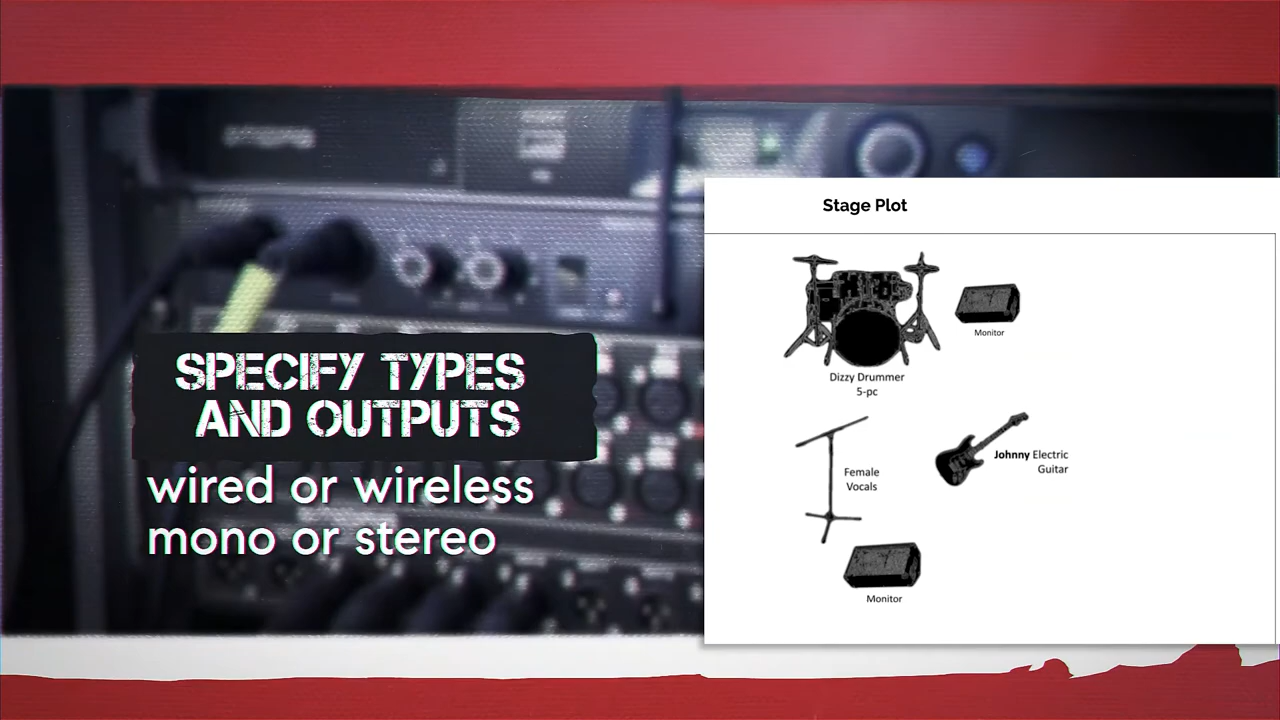 SPECIFY TYPES
AND OUTPUTS
wired or wireless
mono or stereo
Stage Plot
Monitor
Dizzy Drummer
5-pc
Female
Vocals
Johnny Electric
Guitar
Monitor